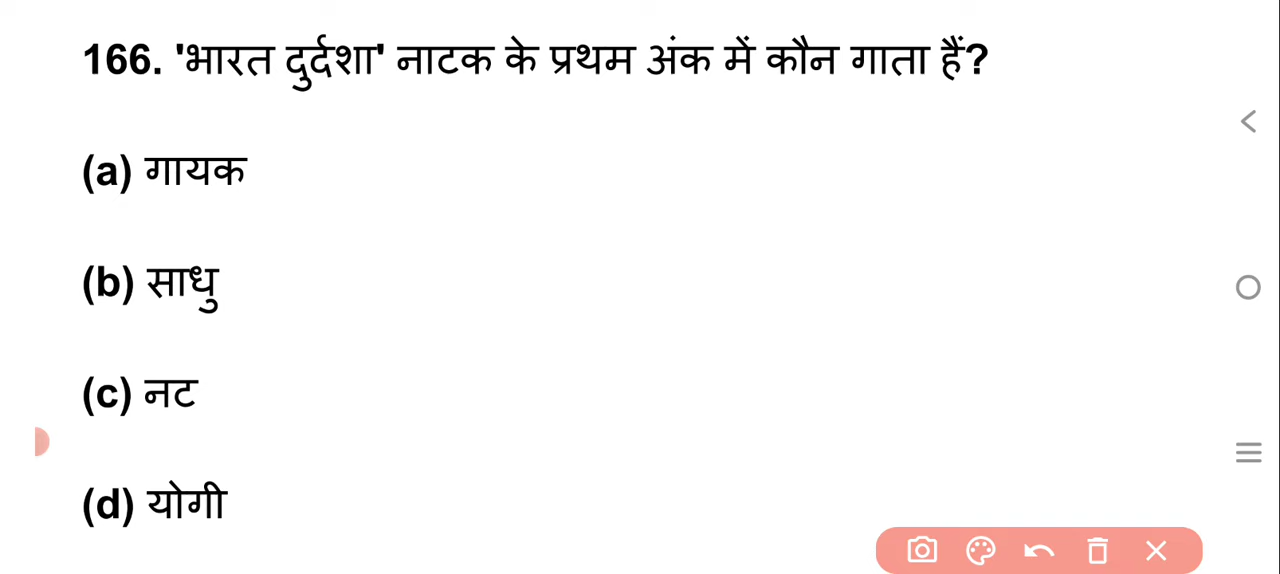 166. 'भारत दुर्दशा' नाटक के प्रथम अंक में कौन गाता हैं?
(a) गायक
(b) साधु
(c) नट
(d) योगी